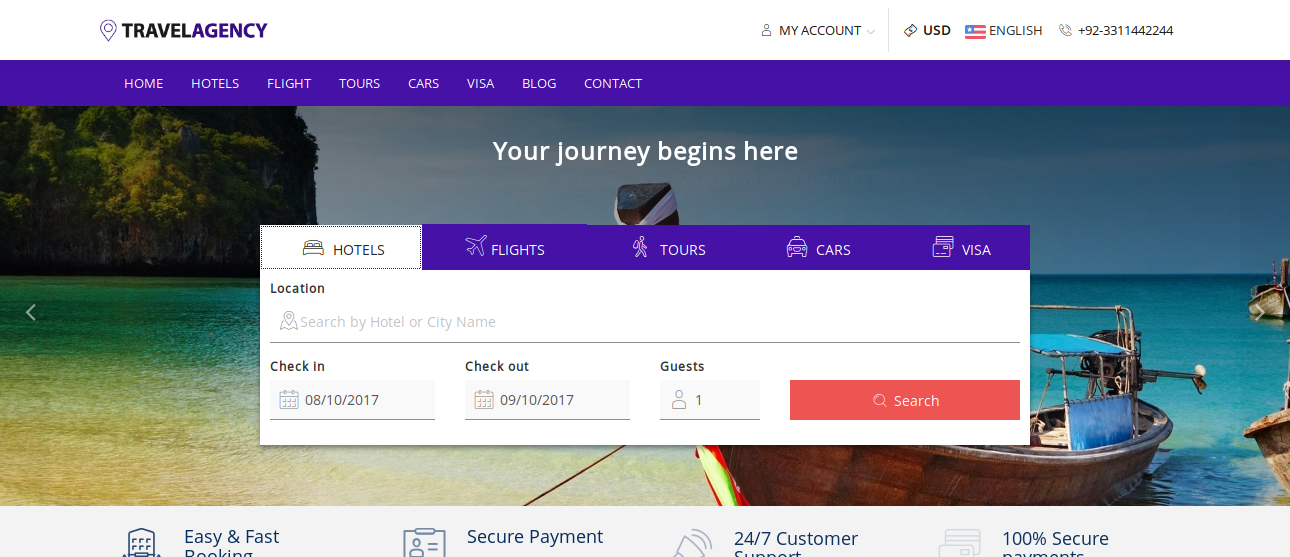 TRAVELAGENCY
MY ACCOUNT
USD
ENGLISH
+92-3311442244
HOME HOTELS FLIGHT TOURS CARS VISA BLOG CONTACT
Your journey begins here
HOTELS FLIGHTS TOURS CARS VISA
Location
Search by Hotel or City Name
Check in Check out Guests
08/10/2017 09/10/2017 1 Search
Easy & Fast
Booking
Secure Payment
24/7 Customer
Support
100% Secure
payments